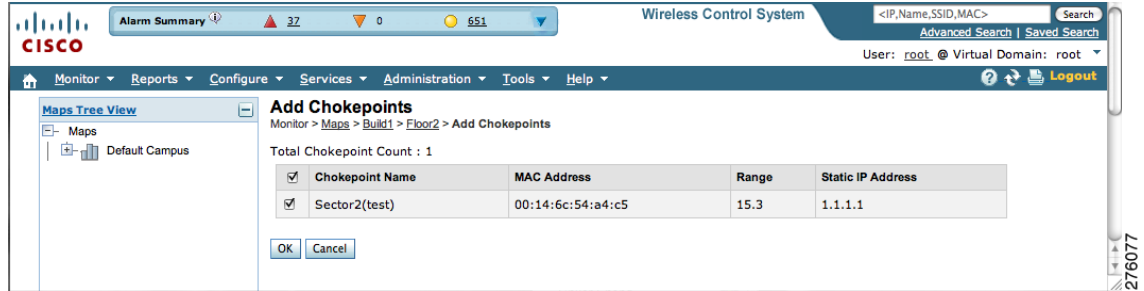 Alarm Summary 37 0 651
Wireless Control System
<IP,Name,SSID,MAC> Search
Advanced Search | Saved Search
CISCO
User: root @ Virtual Domain: root
Monitor Reports Configure Services Administration Tools Help Logout
Maps Tree View
Maps
Default Campus
Add Chokepoints
Monitor > Maps > Build1 > Floor2 > Add Chokepoints
Total Chokepoint Count : 1
Chokepoint Name MAC Address Range Static IP Address
Sector2(test) 00:14:6c:54:a4:c5 15.3 1.1.1.1
OK Cancel
276077